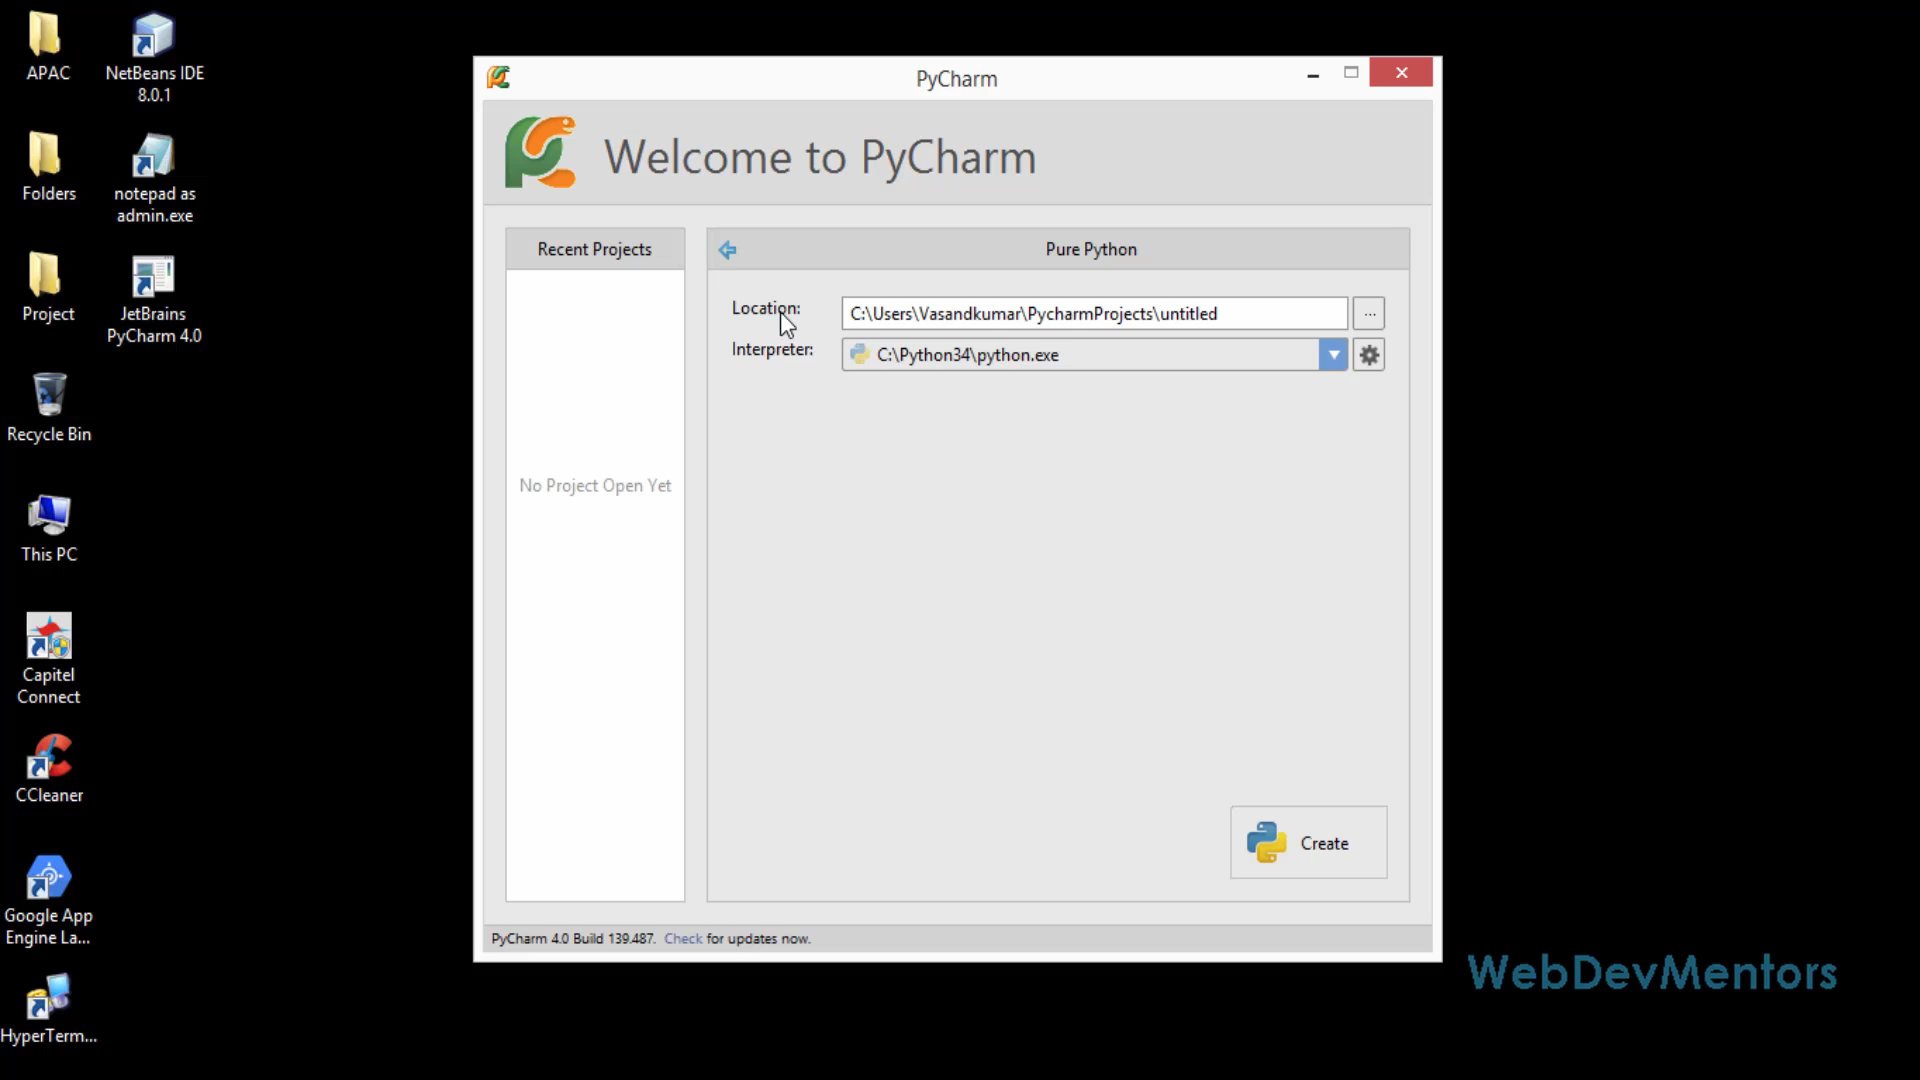 APAC
NetBeans IDE
8.0.1
Folders
notepad as
admin.exe
Project
JetBrains
PyCharm 4.0
Recycle Bin
This PC
Capitel
Connect
CCleaner
Google App
Engine La...
HyperTerm...
PyCharm
Welcome to PyCharm
Recent Projects
No Project Open Yet
Pure Python
Location: C:\Users\Vasandkumar\PycharmProjects\untitled ...
Interpreter: C:\Python34\python.exe
Create
PyCharm 4.0 Build 139.487. Check for updates now.
WebDevMentors